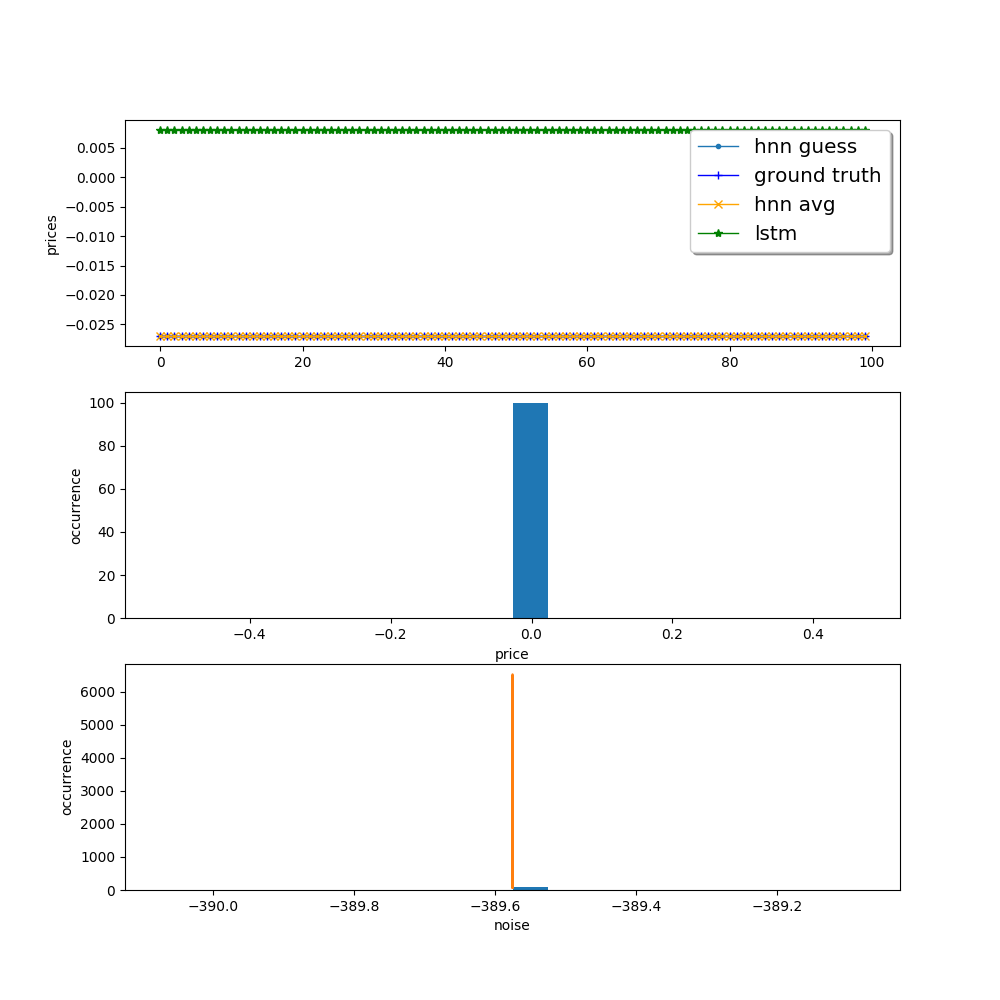 0.005
0.000
−0.005
−0.010
−0.015
−0.020
−0.025
prices
hnn guess
ground truth
hnn avg
lstm
0 20 40 60 80 100
100
80
60
40
20
0
occurrence
−0.4 −0.2 0.0 0.2 0.4
price
6000
5000
4000
3000
2000
1000
0
occurrence
−390.0 −389.8 −389.6 −389.4 −389.2
noise